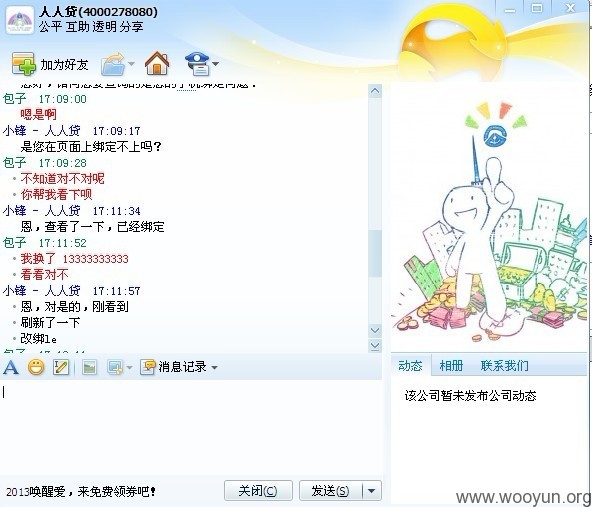 人人贷(4000278080)
公平 互助 透明 分享
加为好友
包子 17:09:00
嗯是啊
小锋 - 人人贷 17:09:17
是您在页面上绑定不上吗?
包子 17:09:28
不知道对不对呢
你帮我看下呗
小锋 - 人人贷 17:11:34
恩，查看了一下，已经绑定
包子 17:11:52
我换了 13333333333
看看对不
小锋 - 人人贷 17:11:57
恩，对是的，刚看到
刷新了一下
改绑le
消息记录
2013唤醒爱，来免费领券吧！
关闭(C)
发送(S)
动态 相册 联系我们
该公司暂未发布公司动态
www.wooyun.org